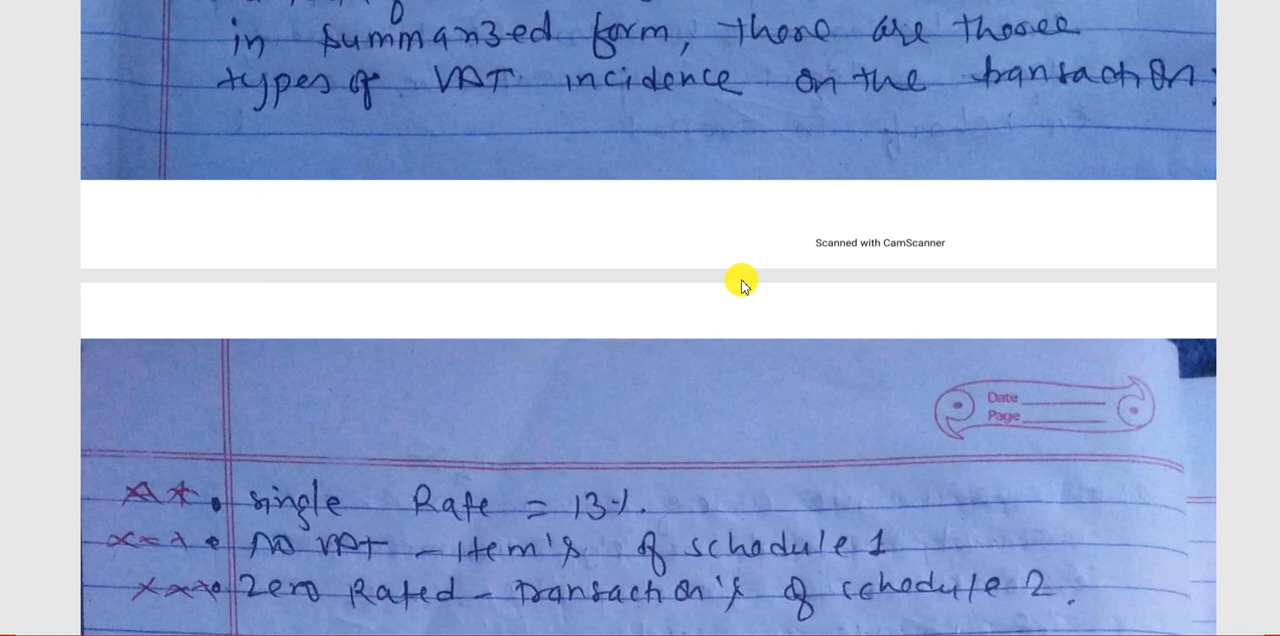 in summarized form, there are three
types of VAT incidence on the transaction;
Scanned with CamScanner
Date
Page
• single Rate = 13%.
• NO VAT - Item's of schedule 1
• Zero Rated - Transaction's of schedule 2.